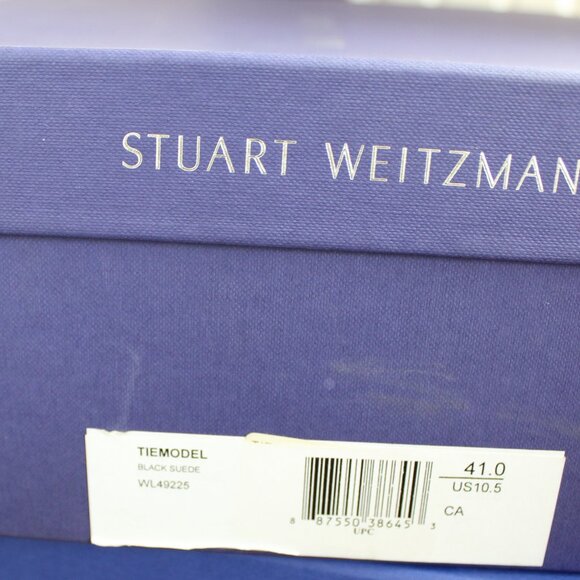 STUART WEITZMAN
TIEMODEL
BLACK SUEDE
WL49225
8 87550 38645 3
UPC
41.0
US10.5
CA